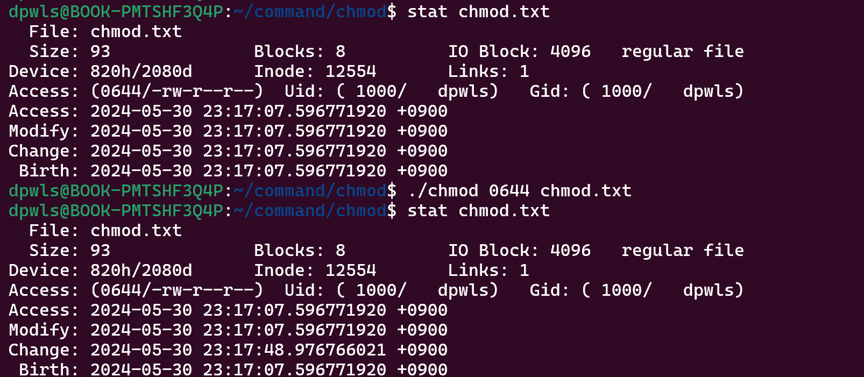 dpwls@BOOK-PMTSHF3Q4P:~/command/chmod$ stat chmod.txt
  File: chmod.txt
  Size: 93              Blocks: 8          IO Block: 4096   regular file
Device: 820h/2080d      Inode: 12554       Links: 1
Access: (0644/-rw-r--r--)  Uid: ( 1000/   dpwls)   Gid: ( 1000/   dpwls)
Access: 2024-05-30 23:17:07.596771920 +0900
Modify: 2024-05-30 23:17:07.596771920 +0900
Change: 2024-05-30 23:17:07.596771920 +0900
 Birth: 2024-05-30 23:17:07.596771920 +0900
dpwls@BOOK-PMTSHF3Q4P:~/command/chmod$ ./chmod 0644 chmod.txt
dpwls@BOOK-PMTSHF3Q4P:~/command/chmod$ stat chmod.txt
  File: chmod.txt
  Size: 93              Blocks: 8          IO Block: 4096   regular file
Device: 820h/2080d      Inode: 12554       Links: 1
Access: (0644/-rw-r--r--)  Uid: ( 1000/   dpwls)   Gid: ( 1000/   dpwls)
Access: 2024-05-30 23:17:07.596771920 +0900
Modify: 2024-05-30 23:17:07.596771920 +0900
Change: 2024-05-30 23:17:48.976766021 +0900
 Birth: 2024-05-30 23:17:07.596771920 +0900